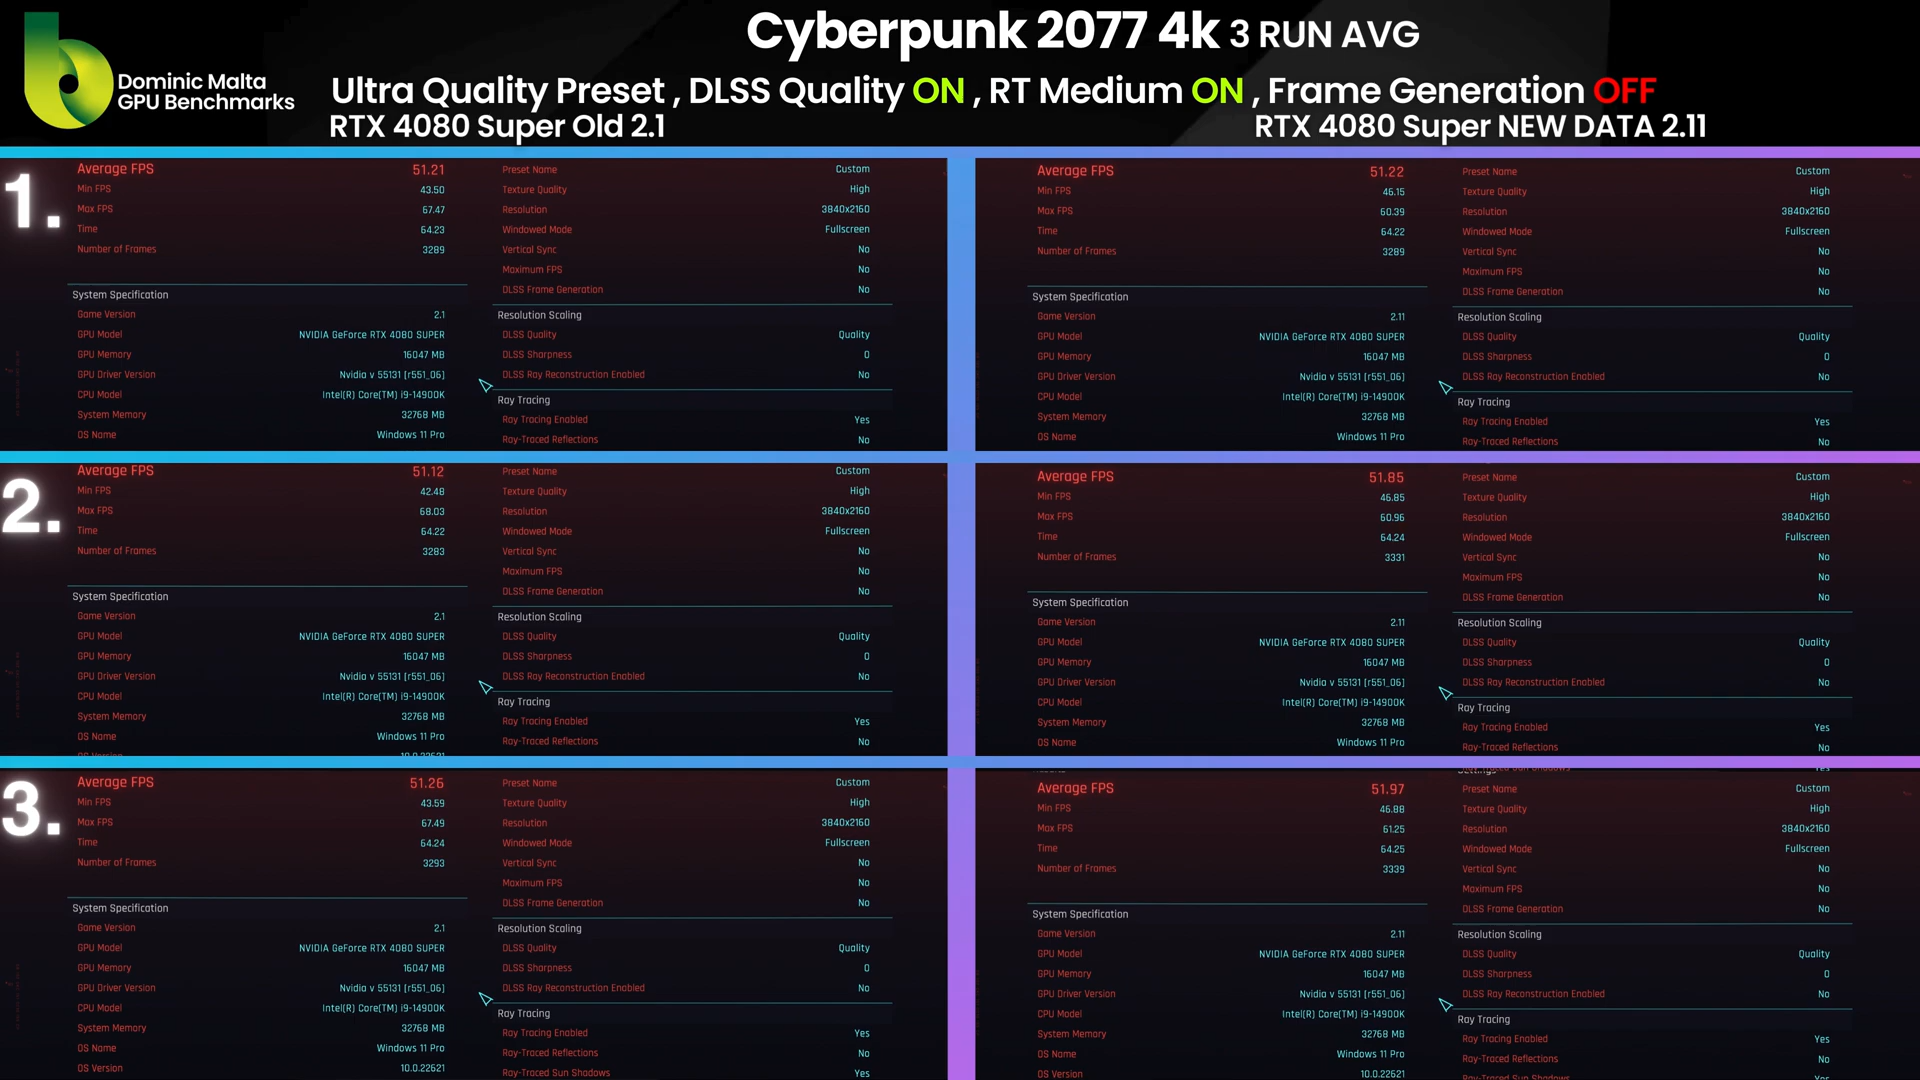 Cyberpunk 2077 4k 3 RUN AVG
Dominic Malta
GPU Benchmarks
Ultra Quality Preset , DLSS Quality ON , RT Medium ON , Frame Generation OFF
RTX 4080 Super Old 2.1
RTX 4080 Super NEW DATA 2.11
1.
Average FPS 51.21
Min FPS 43.50
Max FPS 67.47
Time 64.23
Number of Frames 3289
System Specification
Game Version 2.1
GPU Model NVIDIA GeForce RTX 4080 SUPER
GPU Memory 16047 MB
GPU Driver Version Nvidia v 55131 [r551_06]
CPU Model Intel(R) Core(TM) i9-14900K
System Memory 32768 MB
OS Name Windows 11 Pro
Preset Name Custom
Texture Quality High
Resolution 3840x2160
Windowed Mode Fullscreen
Vertical Sync No
Maximum FPS No
DLSS Frame Generation No
Resolution Scaling
DLSS Quality Quality
DLSS Sharpness 0
DLSS Ray Reconstruction Enabled No
Ray Tracing
Ray Tracing Enabled Yes
Ray-Traced Reflections No
Average FPS 51.22
Min FPS 46.15
Max FPS 60.39
Time 64.22
Number of Frames 3289
System Specification
Game Version 2.11
GPU Model NVIDIA GeForce RTX 4080 SUPER
GPU Memory 16047 MB
GPU Driver Version Nvidia v 55131 [r551_06]
CPU Model Intel(R) Core(TM) i9-14900K
System Memory 32768 MB
OS Name Windows 11 Pro
Preset Name Custom
Texture Quality High
Resolution 3840x2160
Windowed Mode Fullscreen
Vertical Sync No
Maximum FPS No
DLSS Frame Generation No
Resolution Scaling
DLSS Quality Quality
DLSS Sharpness 0
DLSS Ray Reconstruction Enabled No
Ray Tracing
Ray Tracing Enabled Yes
Ray-Traced Reflections No
2.
Average FPS 51.12
Min FPS 42.48
Max FPS 68.03
Time 64.22
Number of Frames 3283
System Specification
Game Version 2.1
GPU Model NVIDIA GeForce RTX 4080 SUPER
GPU Memory 16047 MB
GPU Driver Version Nvidia v 55131 [r551_06]
CPU Model Intel(R) Core(TM) i9-14900K
System Memory 32768 MB
OS Name Windows 11 Pro
OS Version 10.0.22621
Preset Name Custom
Texture Quality High
Resolution 3840x2160
Windowed Mode Fullscreen
Vertical Sync No
Maximum FPS No
DLSS Frame Generation No
Resolution Scaling
DLSS Quality Quality
DLSS Sharpness 0
DLSS Ray Reconstruction Enabled No
Ray Tracing
Ray Tracing Enabled Yes
Ray-Traced Reflections No
Average FPS 51.85
Min FPS 46.85
Max FPS 60.96
Time 64.24
Number of Frames 3331
System Specification
Game Version 2.11
GPU Model NVIDIA GeForce RTX 4080 SUPER
GPU Memory 16047 MB
GPU Driver Version Nvidia v 55131 [r551_06]
CPU Model Intel(R) Core(TM) i9-14900K
System Memory 32768 MB
OS Name Windows 11 Pro
Preset Name Custom
Texture Quality High
Resolution 3840x2160
Windowed Mode Fullscreen
Vertical Sync No
Maximum FPS No
DLSS Frame Generation No
Resolution Scaling
DLSS Quality Quality
DLSS Sharpness 0
DLSS Ray Reconstruction Enabled No
Ray Tracing
Ray Tracing Enabled Yes
Ray-Traced Reflections No
3.
Average FPS 51.26
Min FPS 43.59
Max FPS 67.49
Time 64.24
Number of Frames 3293
System Specification
Game Version 2.1
GPU Model NVIDIA GeForce RTX 4080 SUPER
GPU Memory 16047 MB
GPU Driver Version Nvidia v 55131 [r551_06]
CPU Model Intel(R) Core(TM) i9-14900K
System Memory 32768 MB
OS Name Windows 11 Pro
OS Version 10.0.22621
Preset Name Custom
Texture Quality High
Resolution 3840x2160
Windowed Mode Fullscreen
Vertical Sync No
Maximum FPS No
DLSS Frame Generation No
Resolution Scaling
DLSS Quality Quality
DLSS Sharpness 0
DLSS Ray Reconstruction Enabled No
Ray Tracing
Ray Tracing Enabled Yes
Ray-Traced Reflections No
Ray-Traced Sun Shadows Yes
Average FPS 51.97
Min FPS 46.88
Max FPS 61.25
Time 64.25
Number of Frames 3339
System Specification
Game Version 2.11
GPU Model NVIDIA GeForce RTX 4080 SUPER
GPU Memory 16047 MB
GPU Driver Version Nvidia v 55131 [r551_06]
CPU Model Intel(R) Core(TM) i9-14900K
System Memory 32768 MB
OS Name Windows 11 Pro
OS Version 10.0.22621
Settings
Preset Name Custom
Texture Quality High
Resolution 3840x2160
Windowed Mode Fullscreen
Vertical Sync No
Maximum FPS No
DLSS Frame Generation No
Resolution Scaling
DLSS Quality Quality
DLSS Sharpness 0
DLSS Ray Reconstruction Enabled No
Ray Tracing
Ray Tracing Enabled Yes
Ray-Traced Reflections No
Ray-Traced Sun Shadows Yes